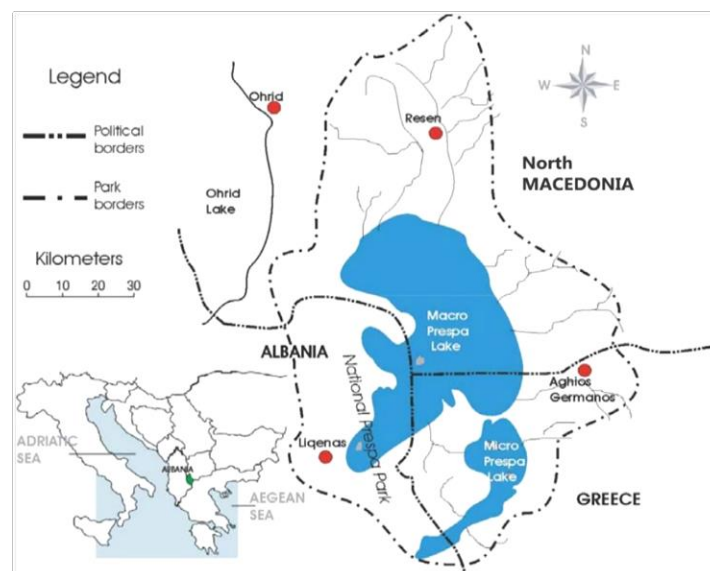 Legend
Political
borders
Park
borders
Kilometers
0 10 20 30
Ohrid
Ohrid
Lake
Resen
N
W E
S
North
MACEDONIA
Macro
Prespa
Lake
ALBANIA
National Prespa Park
Aghios
Germanos
Liqenas
Micro
Prespa
Lake
GREECE
ADRIATIC
SEA
ALBANIA
AEGEAN
SEA